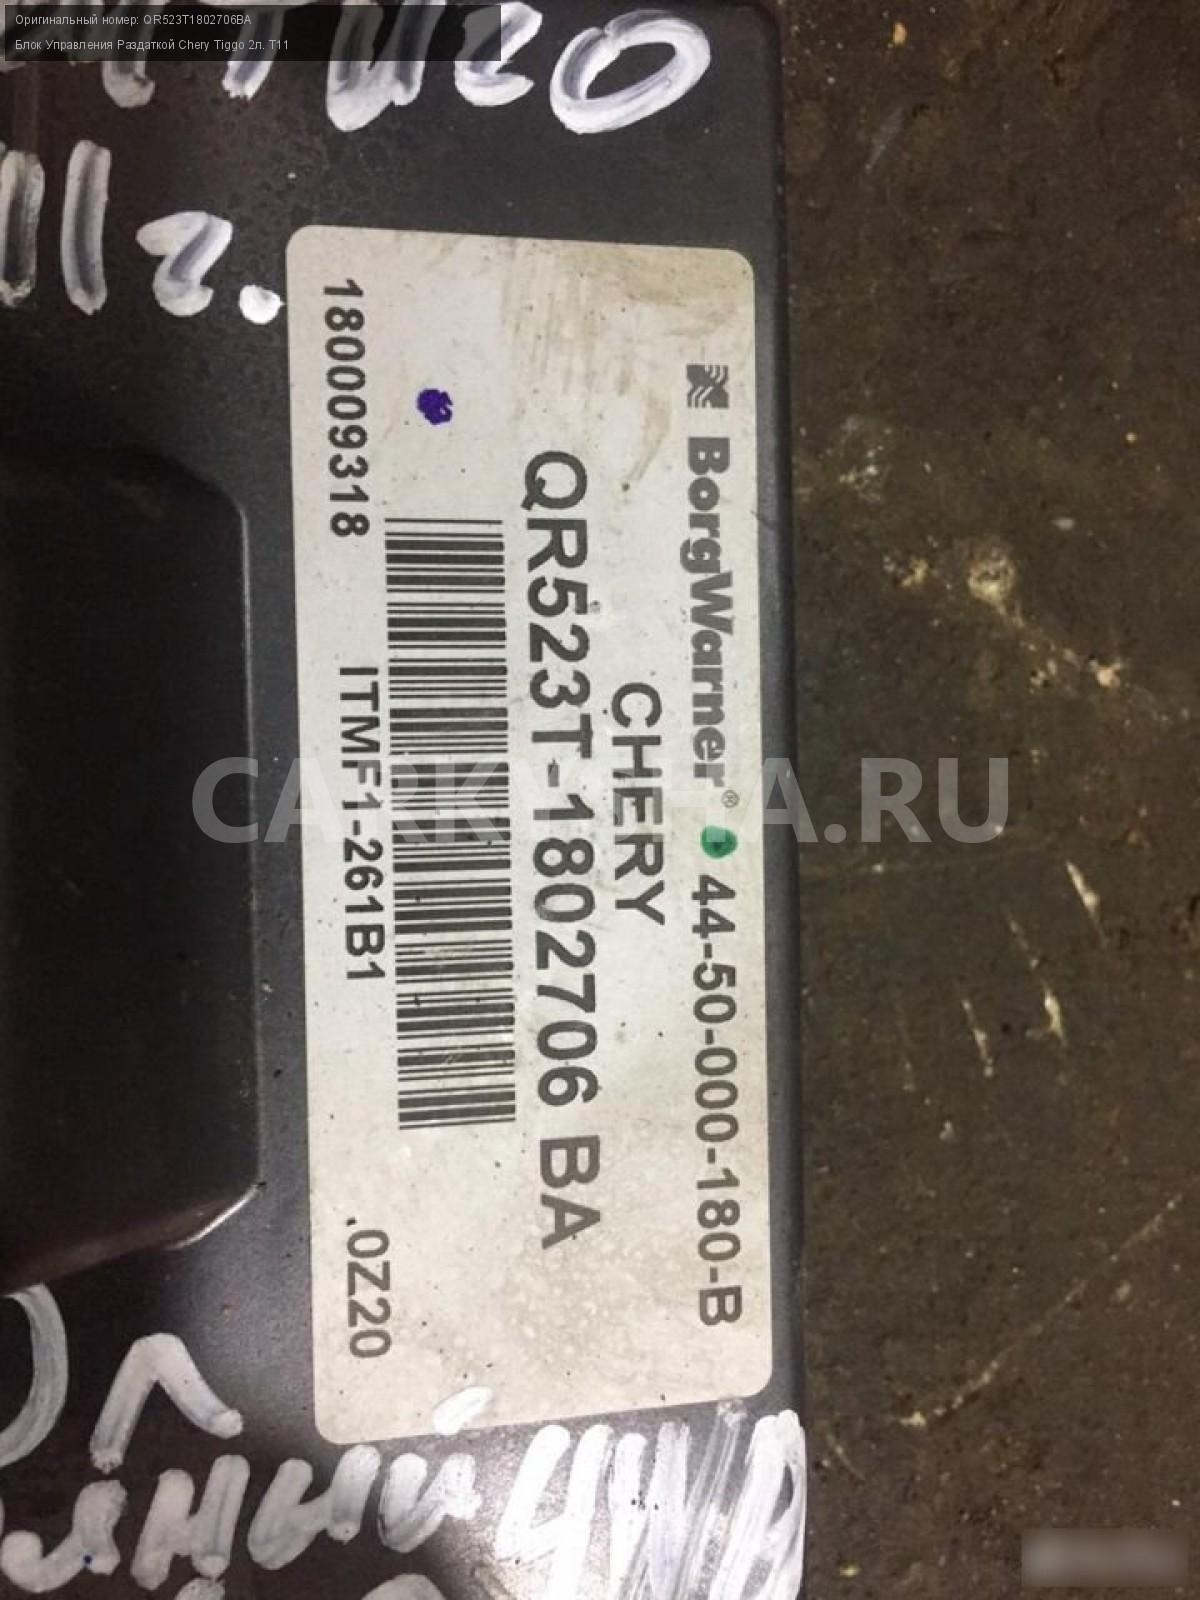 Оригинальный номер: QR523T1802706BA
Блок Управления Раздаткой Chery Tiggo 2л. T11
BorgWarner® 44-50-000-180-B
CHERY
QR523T-1802706 BA
180009318 ITMF1-261B1 .0Z20
CARKUHA.RU